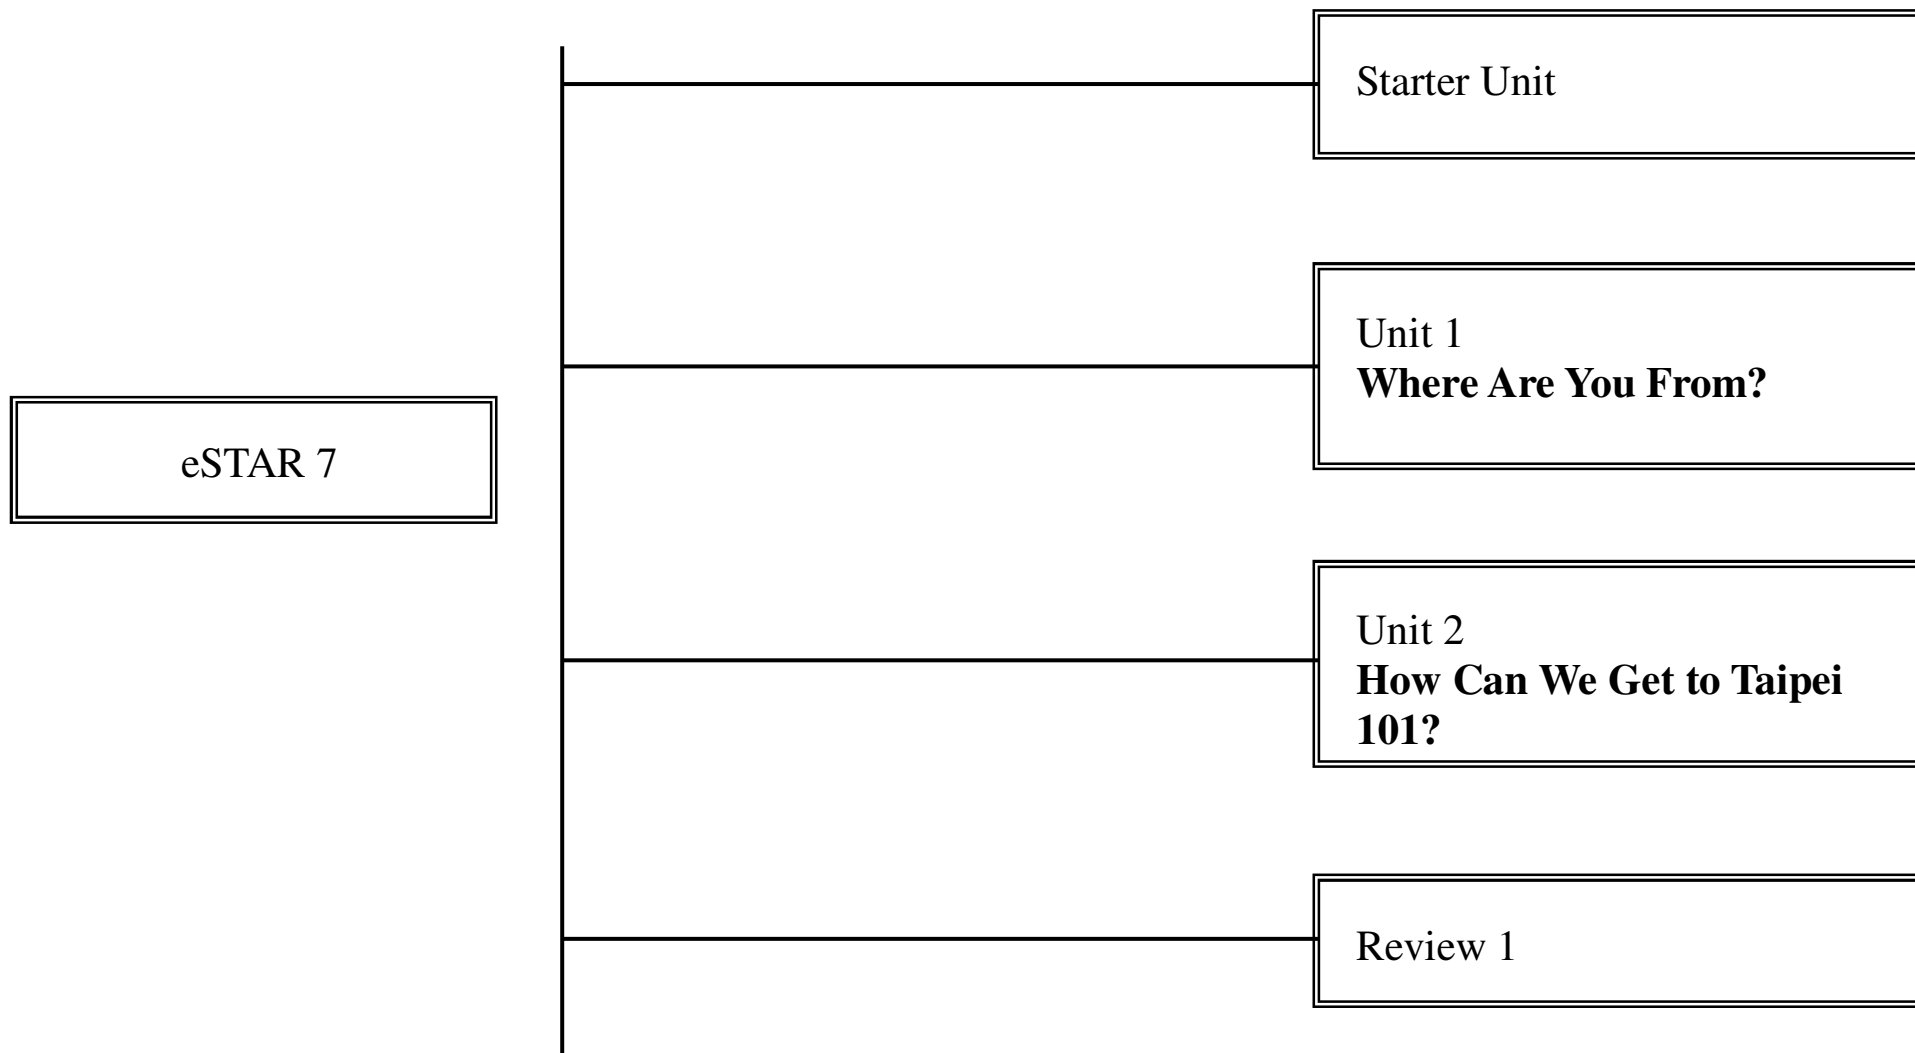 Starter Unit
Unit 1
Where Are You From?
eSTAR 7
Unit 2
How Can We Get to Taipei
101?
Review 1